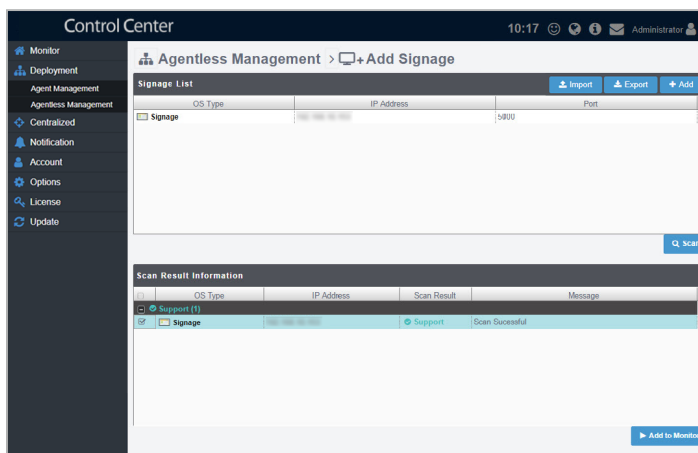 Control Center
10:17 Administrator
Monitor
Deployment
Agent Management
Agentless Management
Centralized
Notification
Account
Options
License
Update
Agentless Management > +Add Signage
Signage List
Import Export + Add
OS Type IP Address Port
Signage 5000
Scan
Scan Result Information
OS Type IP Address Scan Result Message
Support (1)
Signage Support Scan Sucessful
Add to Monitor